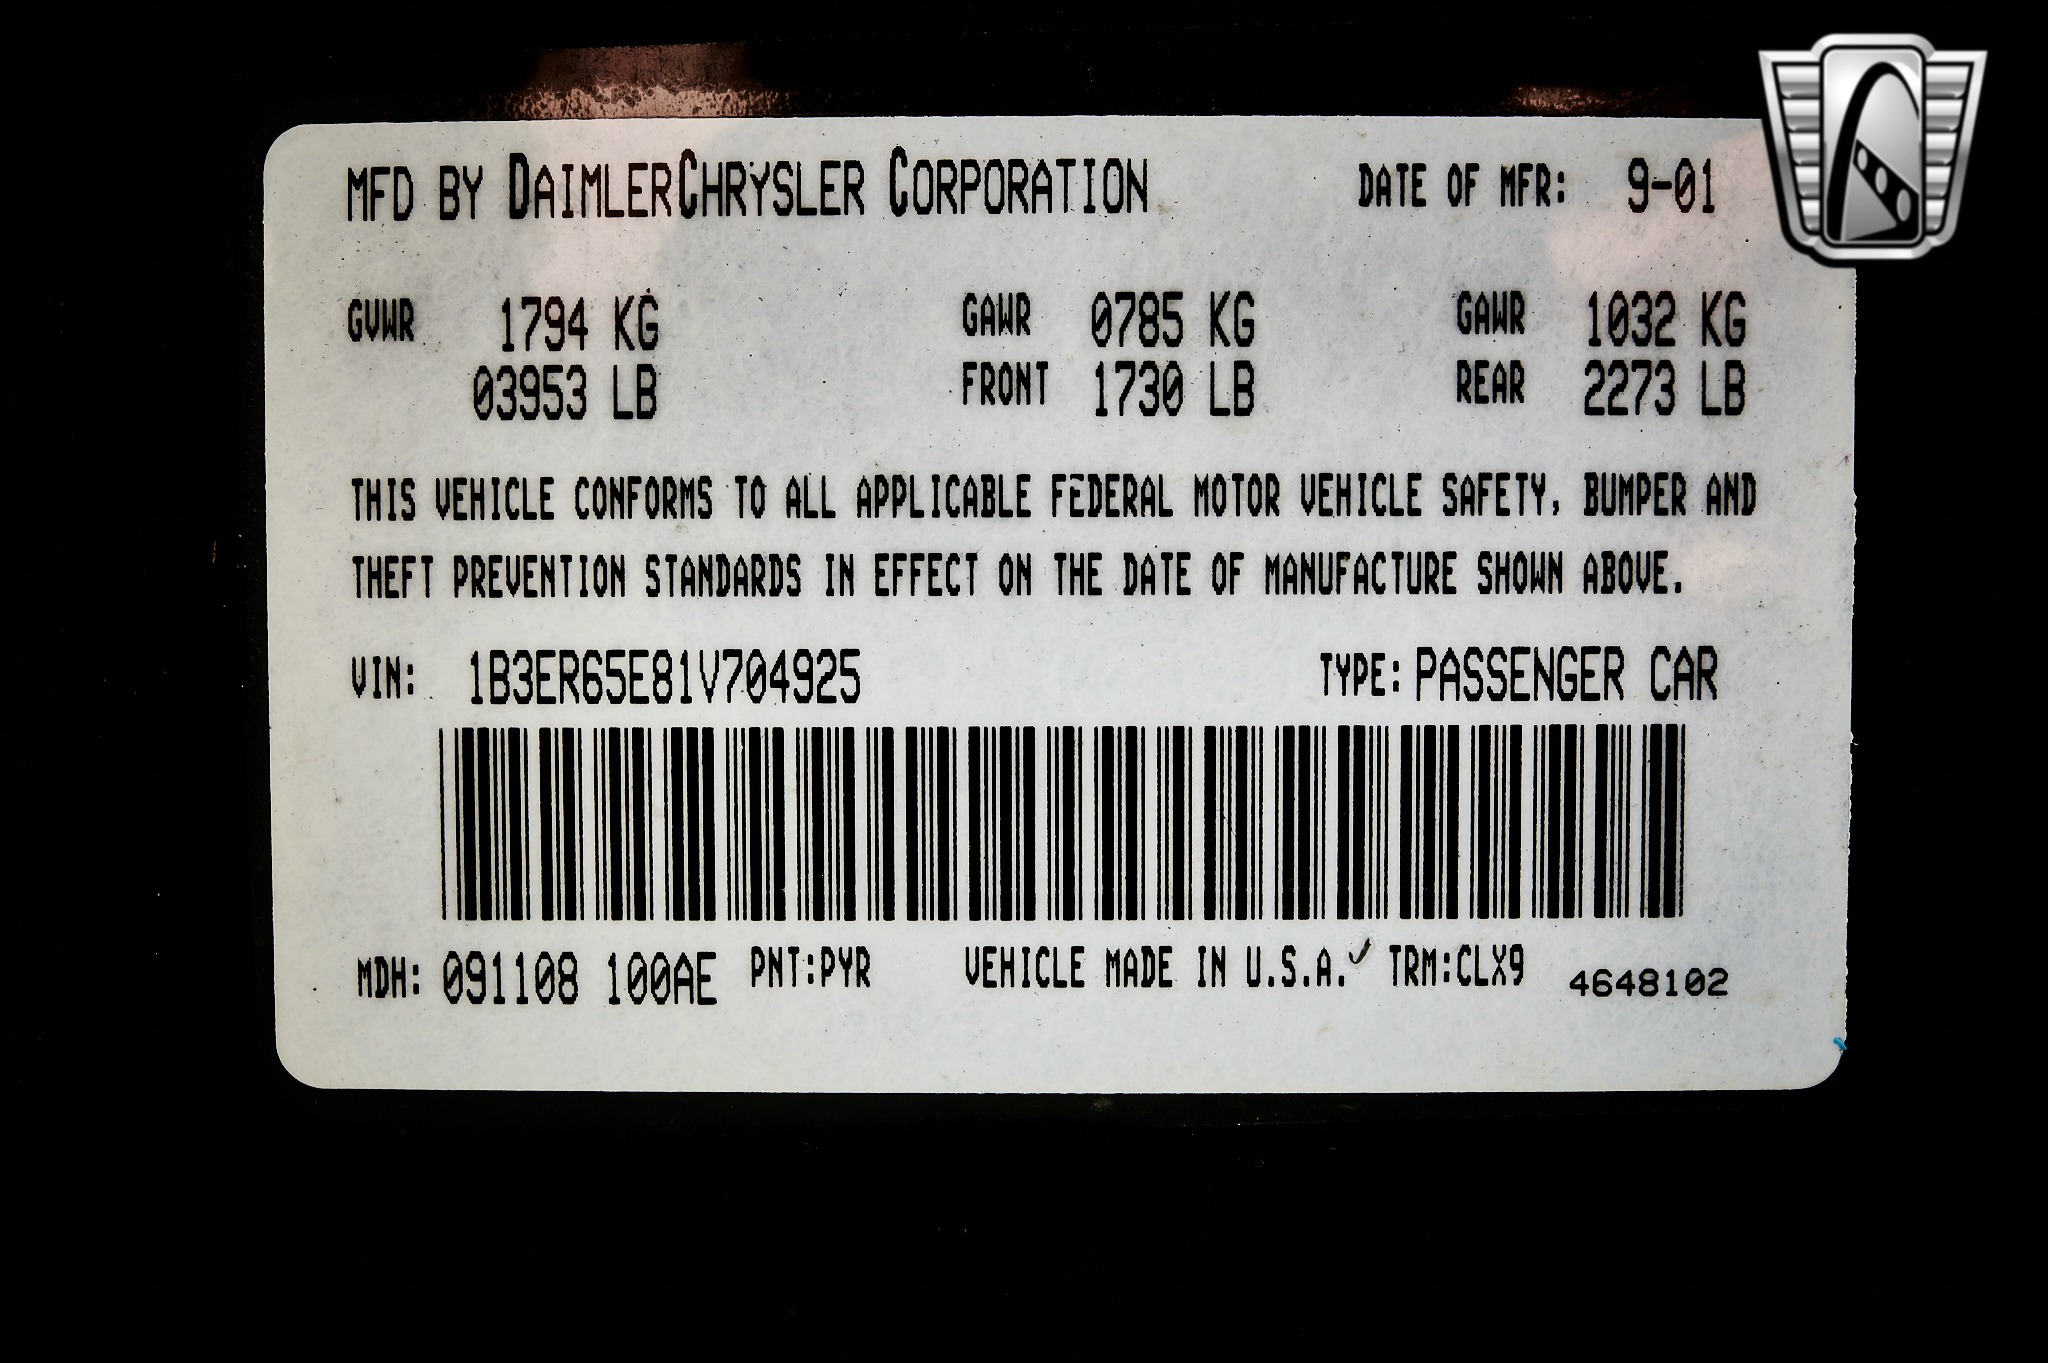 MFD BY DAIMLERCHRYSLER CORPORATION DATE OF MFR: 9-01
GVWR 1794 KG GAWR 0785 KG GAWR 1032 KG
03953 LB FRONT 1730 LB REAR 2273 LB
THIS VEHICLE CONFORMS TO ALL APPLICABLE FEDERAL MOTOR VEHICLE SAFETY, BUMPER AND
THEFT PREVENTION STANDARDS IN EFFECT ON THE DATE OF MANUFACTURE SHOWN ABOVE.
VIN: 1B3ER65E81V704925 TYPE: PASSENGER CAR
MDH: 091108 100AE PNT:PYR VEHICLE MADE IN U.S.A. TRM:CLX9 4648102